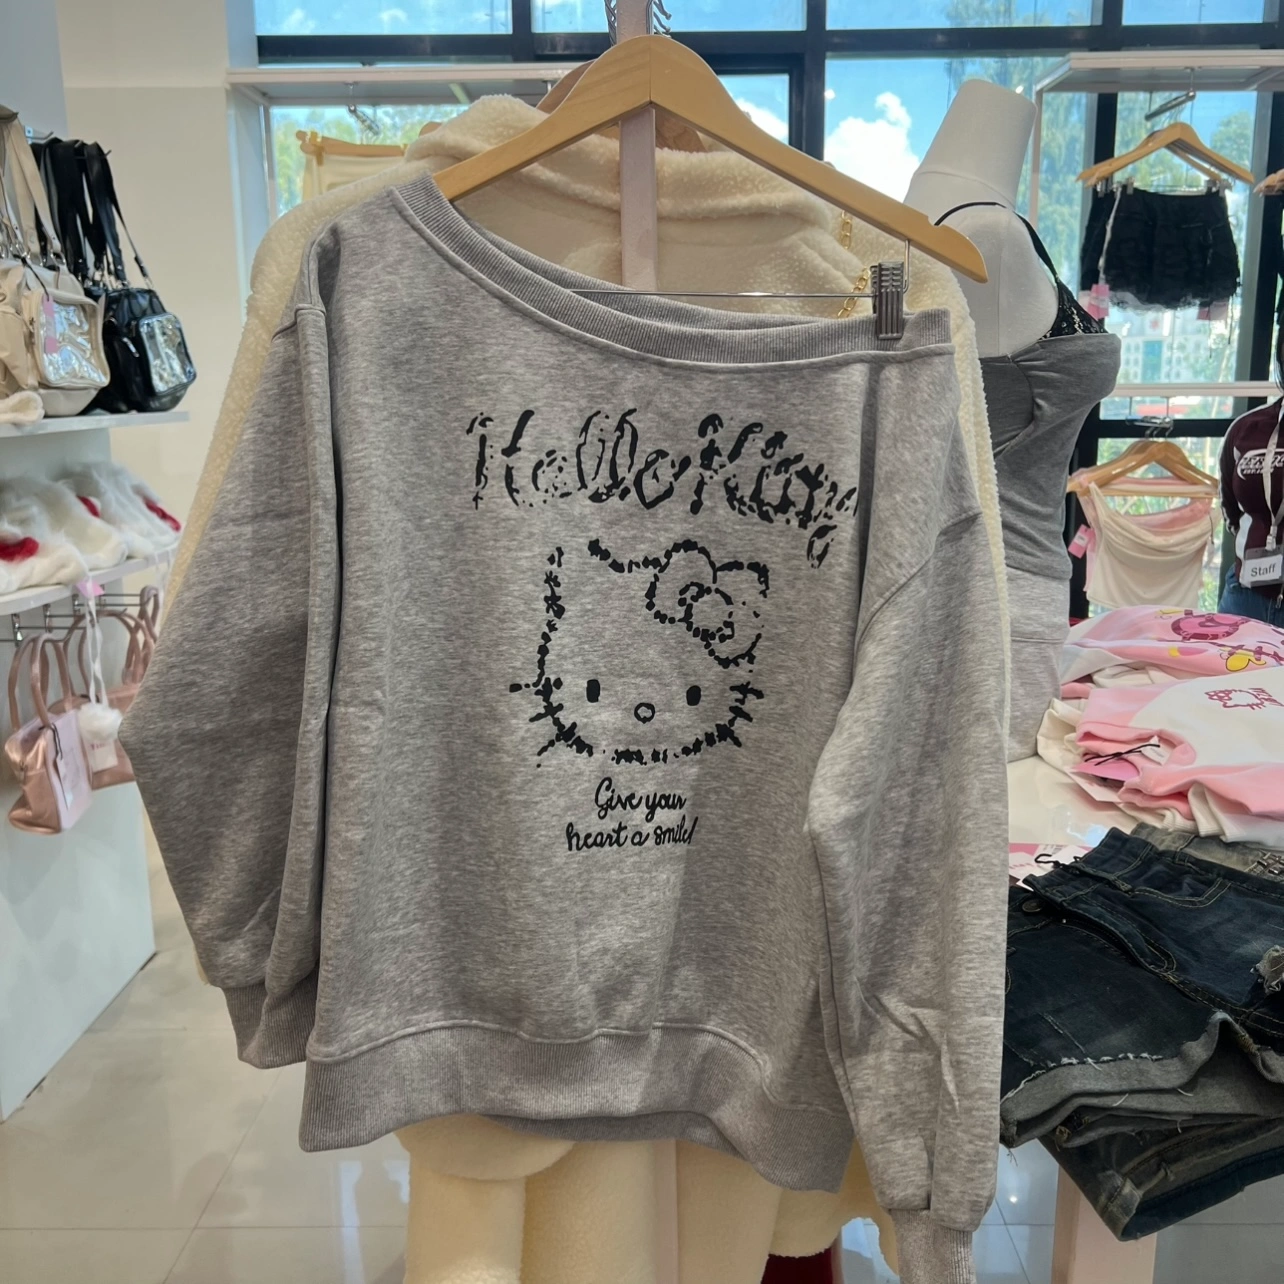 Hello Kitty
Give your
heart a smile!
Staff